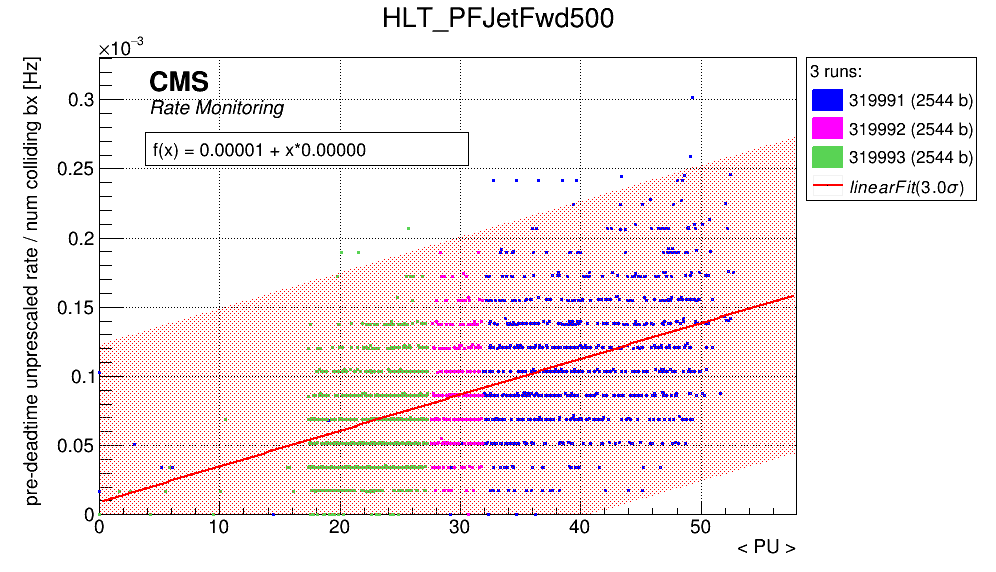 HLT_PFJetFwd500
×10⁻³
pre-deadtime unprescaled rate / num colliding bx [Hz]
CMS
Rate Monitoring
f(x) = 0.00001 + x*0.00000
0.3
0.25
0.2
0.15
0.1
0.05
0
0 10 20 30 40 50
< PU >
3 runs:
319991 (2544 b)
319992 (2544 b)
319993 (2544 b)
linearFit(3.0σ)